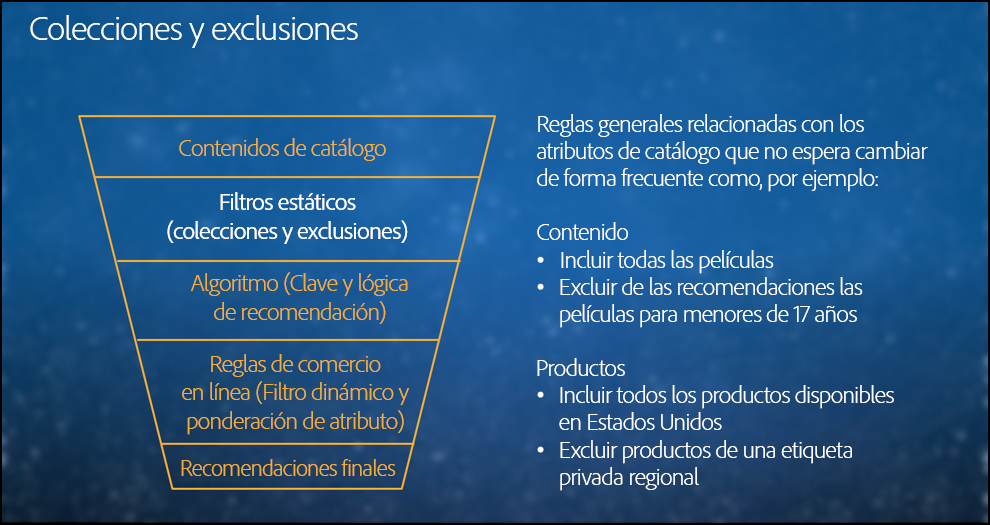 Colecciones y exclusiones
Contenidos de catálogo
Filtros estáticos
(colecciones y exclusiones)
Algoritmo (Clave y lógica
de recomendación)
Reglas de comercio
en línea (Filtro dinámico y
ponderación de atributo)
Recomendaciones finales
Reglas generales relacionadas con los
atributos de catálogo que no espera cambiar
de forma frecuente como, por ejemplo:
Contenido
• Incluir todas las películas
• Excluir de las recomendaciones las
películas para menores de 17 años
Productos
• Incluir todos los productos disponibles
en Estados Unidos
• Excluir productos de una etiqueta
privada regional